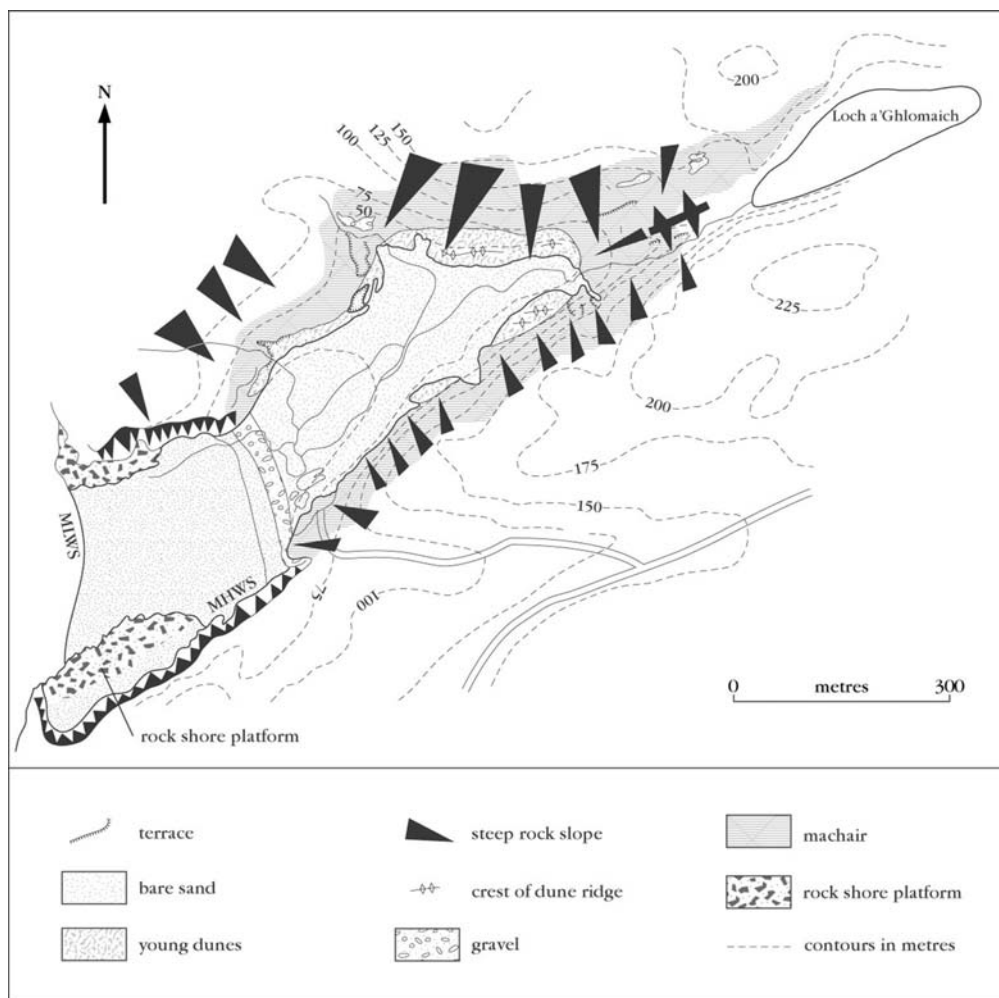 N
200
Loch a'Ghlomaich
150
125
100
75
50
225
200
175
150
MLWS
MHWS
75
100
0 metres 300
rock shore platform
terrace
steep rock slope
machair
bare sand
crest of dune ridge
rock shore platform
young dunes
gravel
contours in metres